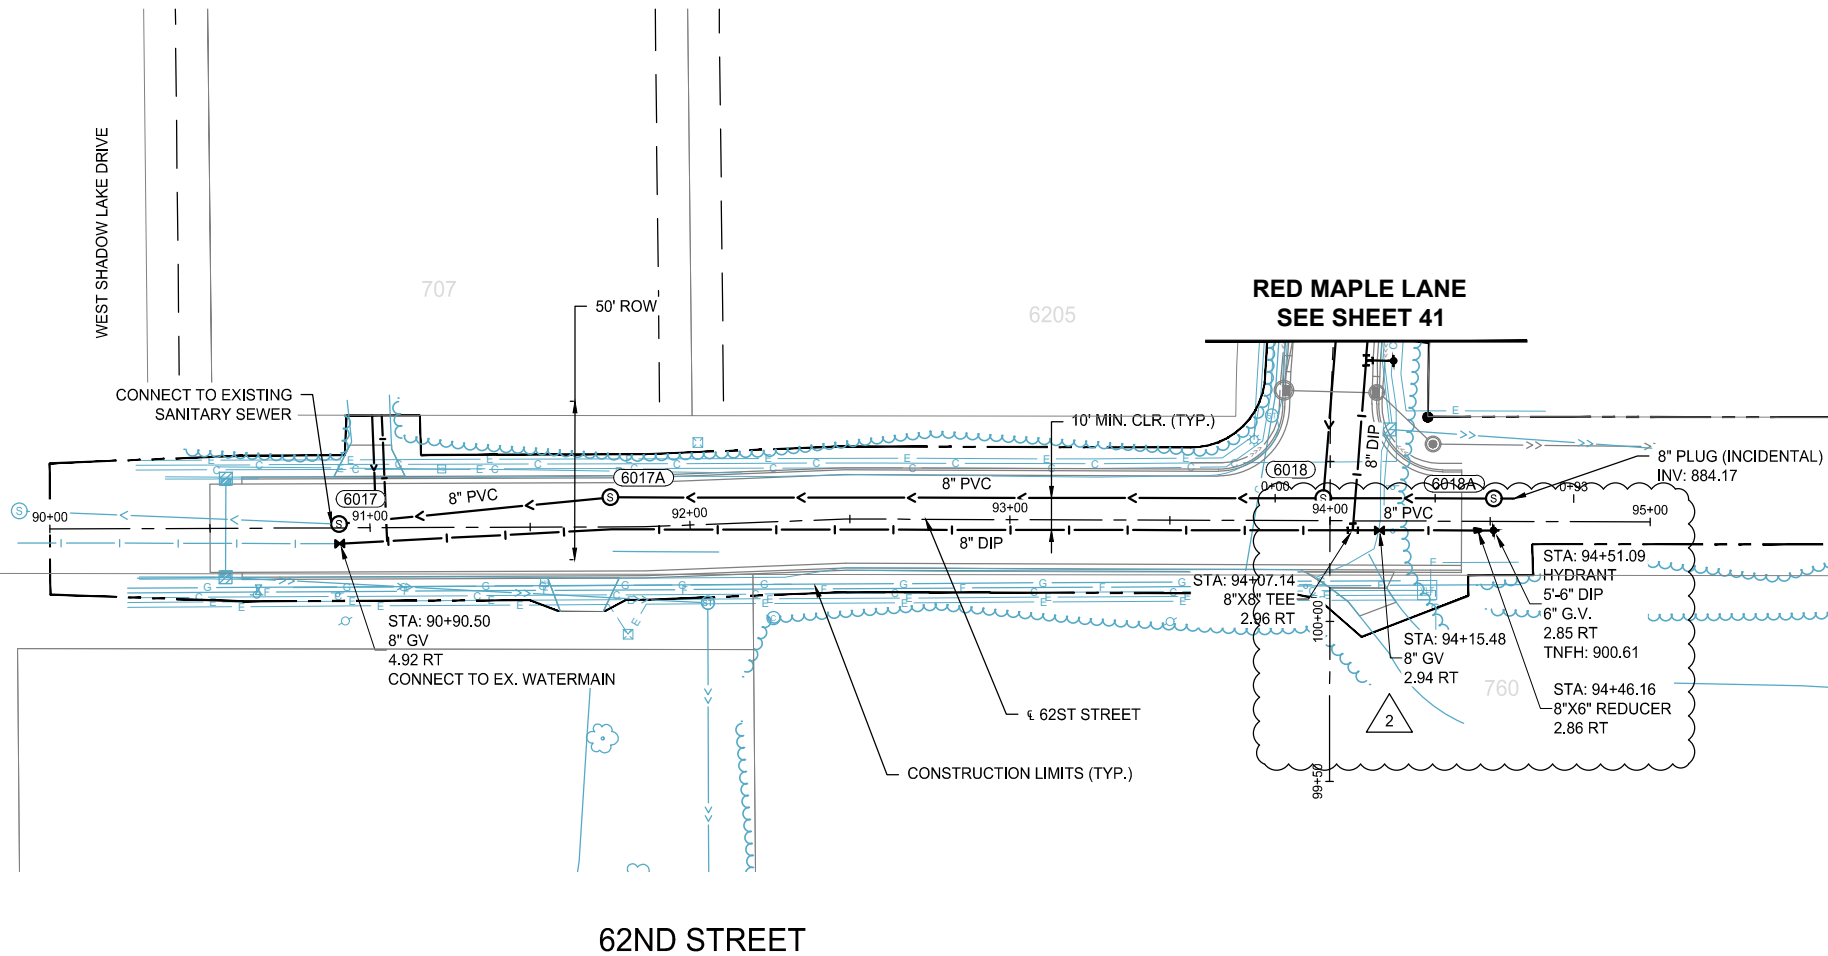 WEST SHADOW LAKE DRIVE
707
50' ROW
6205
RED MAPLE LANE
SEE SHEET 41
CONNECT TO EXISTING
SANITARY SEWER
10' MIN. CLR. (TYP.)
8" DIP
8" PLUG (INCIDENTAL)
INV: 884.17
6017
8" PVC
6017A
8" PVC
6018
6018A
0+00
0+93
8" PVC
90+00
91+00
92+00
93+00
94+00
95+00
8" DIP
STA: 90+90.50
8" GV
4.92 RT
CONNECT TO EX. WATERMAIN
STA: 94+07.14
8"X8" TEE
2.96 RT
100+00
STA: 94+15.48
8" GV
2.94 RT
STA: 94+51.09
HYDRANT
5'-6" DIP
6" G.V.
2.85 RT
TNFH: 900.61
760
STA: 94+46.16
8"X6" REDUCER
2.86 RT
2
99+50
℄ 62ST STREET
CONSTRUCTION LIMITS (TYP.)
62ND STREET